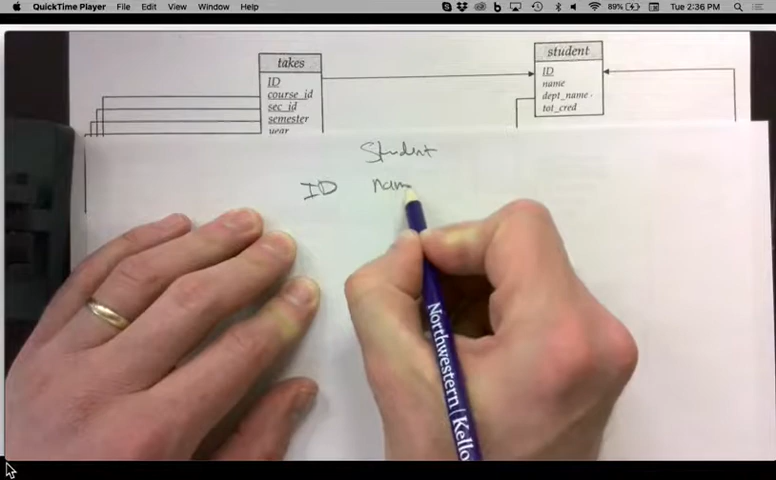 QuickTime Player File Edit View Window Help 89% Tue 2:36 PM
takes
ID
course_id
sec_id
semester
year
student
ID
name
dept_name
tot_cred
Student
ID nam
Northwestern | Kello